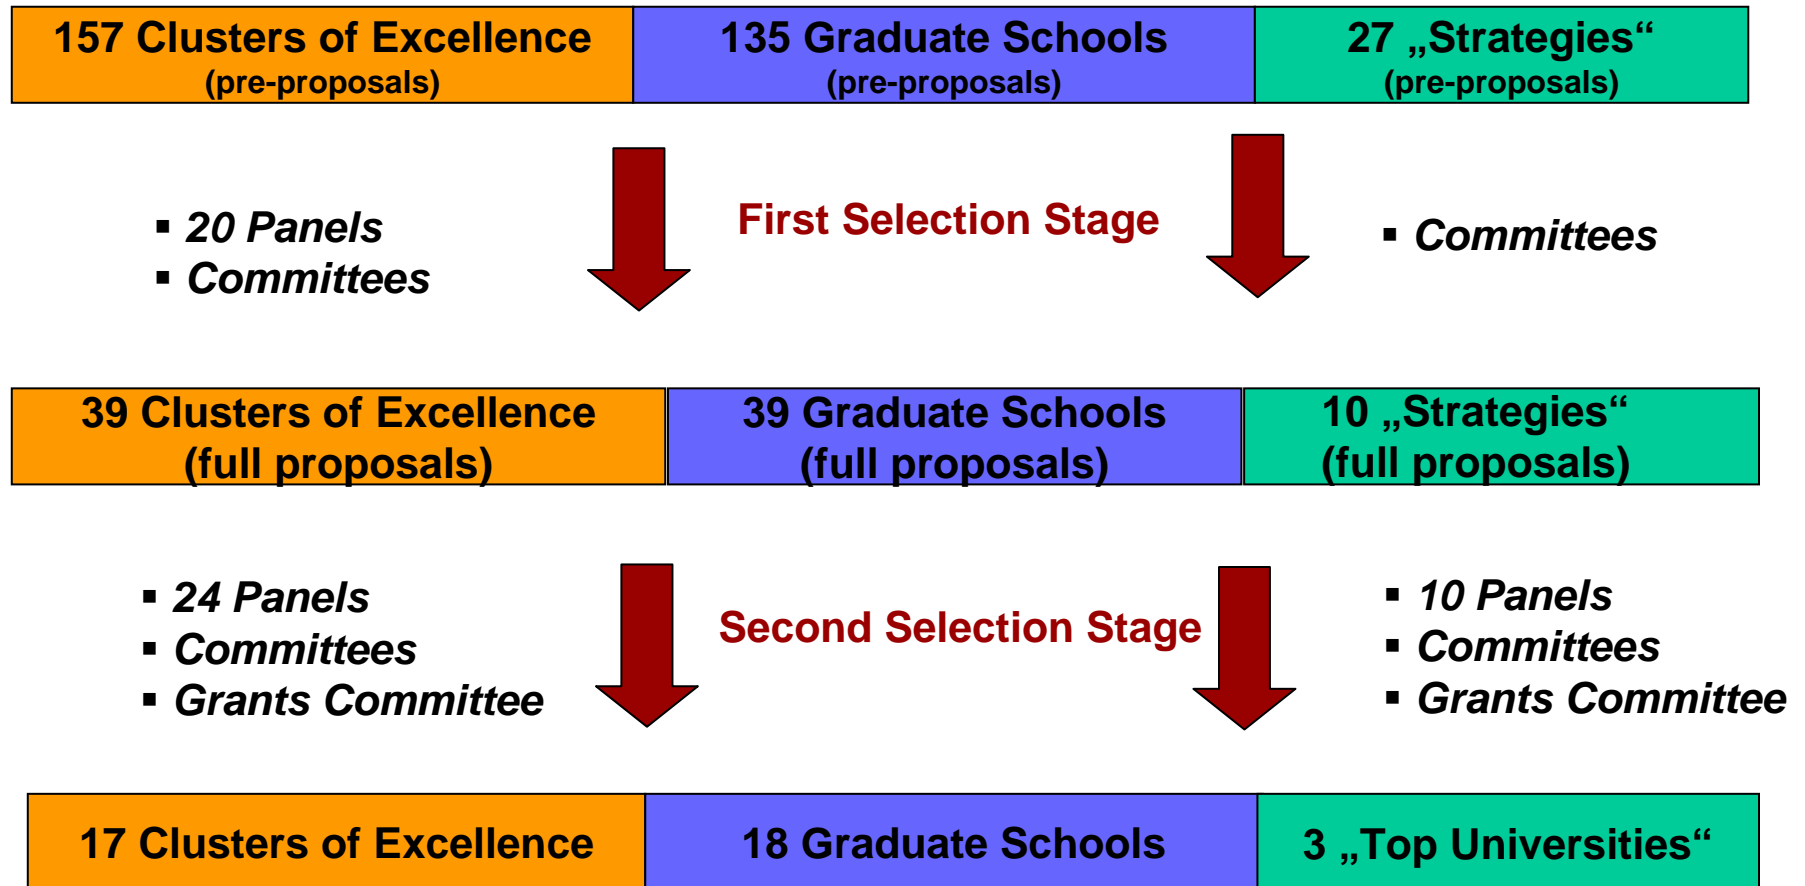 157 Clusters of Excellence
(pre-proposals)
135 Graduate Schools
(pre-proposals)
27 „Strategies“
(pre-proposals)
▪ 20 Panels
▪ Committees
First Selection Stage
▪ Committees
39 Clusters of Excellence
(full proposals)
39 Graduate Schools
(full proposals)
10 „Strategies“
(full proposals)
▪ 24 Panels
▪ Committees
▪ Grants Committee
Second Selection Stage
▪ 10 Panels
▪ Committees
▪ Grants Committee
17 Clusters of Excellence
18 Graduate Schools
3 „Top Universities“